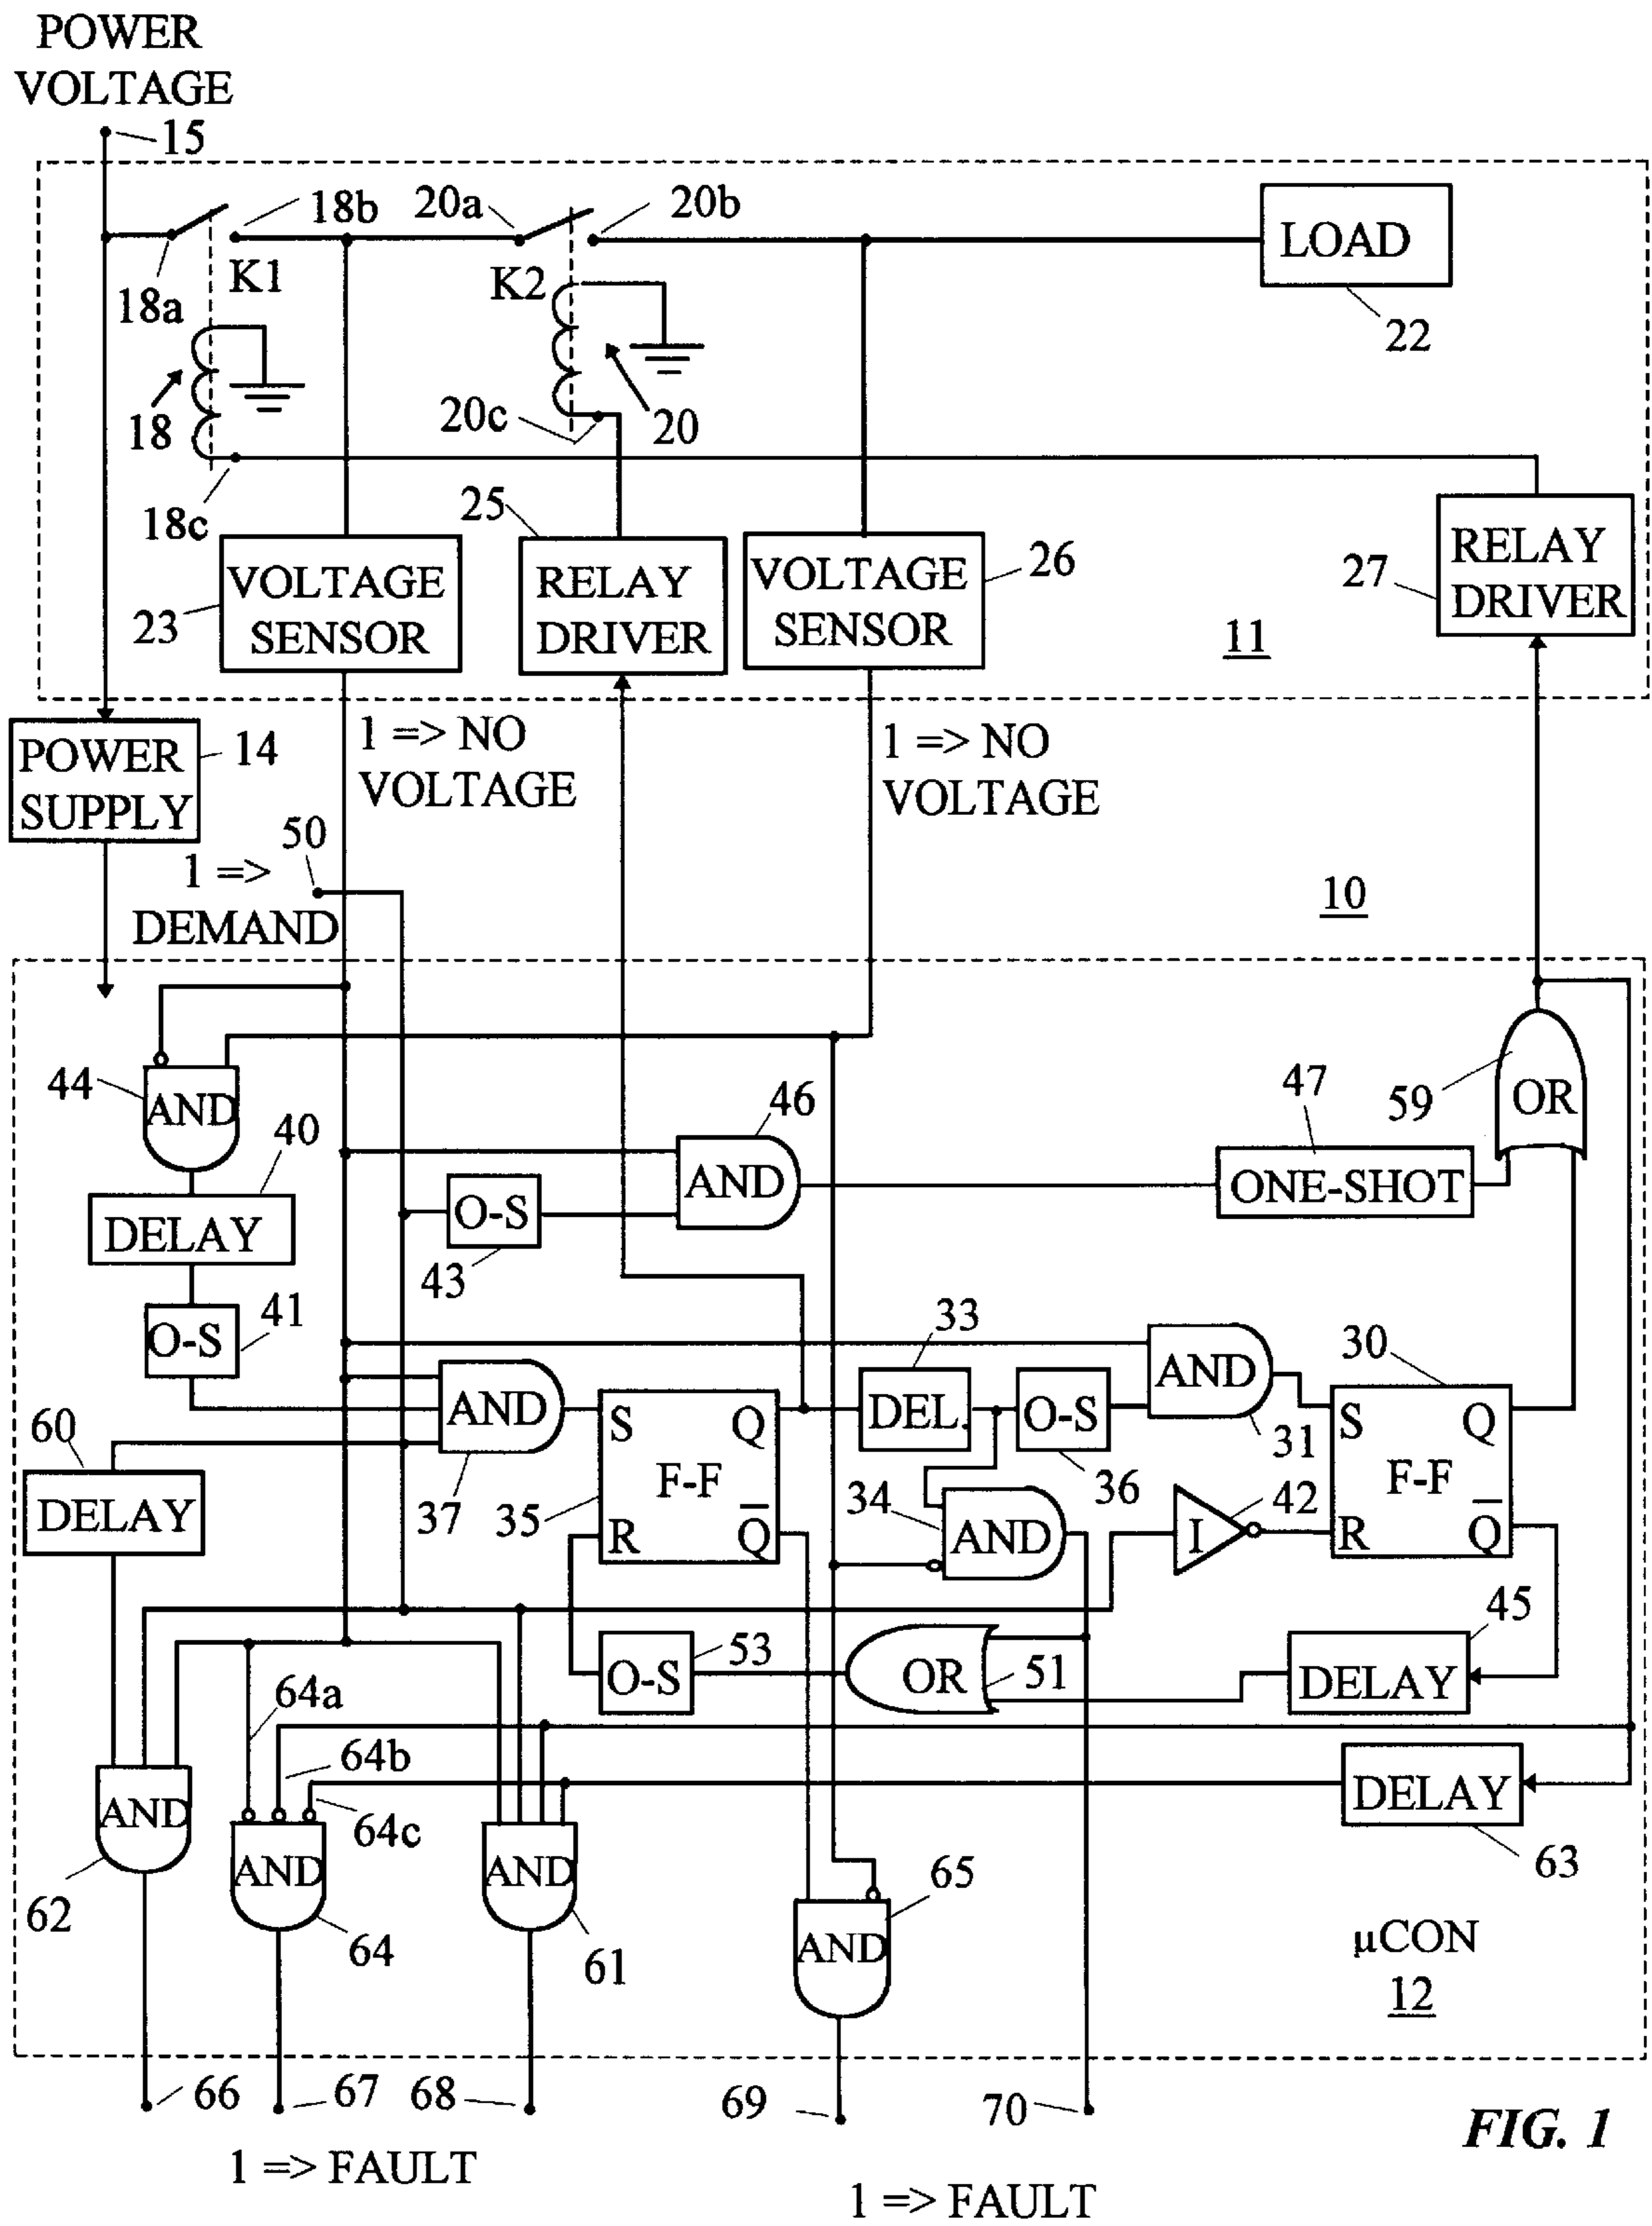 POWER
VOLTAGE
15
18a
18b
K1
20a
20b
K2
LOAD
22
18
18c
20c
20
VOLTAGE
SENSOR
23
25
RELAY
DRIVER
VOLTAGE
SENSOR
26
27
RELAY
DRIVER
11
POWER
SUPPLY
14
1 => NO
VOLTAGE
1 => NO
VOLTAGE
50
1 =>
DEMAND
10
44
AND
40
DELAY
46
AND
47
ONE-SHOT
59
OR
O-S
43
O-S
41
33
DEL.
O-S
36
AND
31
30
S
Q
F-F
R
Q̅
60
DELAY
AND
37
S
Q
F-F
35
R
Q̅
34
AND
I
42
O-S
53
OR
51
45
DELAY
64a
64b
64c
DELAY
63
AND
62
AND
64
AND
61
AND
65
µCON
12
66
67
68
69
70
1 => FAULT
1 => FAULT
FIG. 1